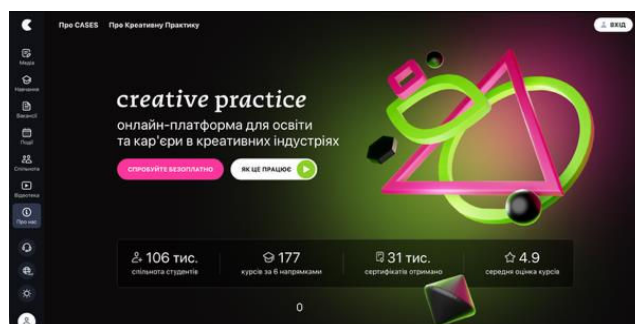 Про CASES
Про Креативну Практику
ВХІД
Медіа
Навчання
Вакансії
Події
Спільнота
Відеотека
Про нас
creative practice
онлайн-платформа для освіти
та кар'єри в креативних індустріях
СПРОБУЙТЕ БЕЗОПЛАТНО
ЯК ЦЕ ПРАЦЮЄ
106 тис.
спільнота студентів
177
курсів за 6 напрямками
31 тис.
сертифікатів отримано
4.9
середня оцінка курсів
0